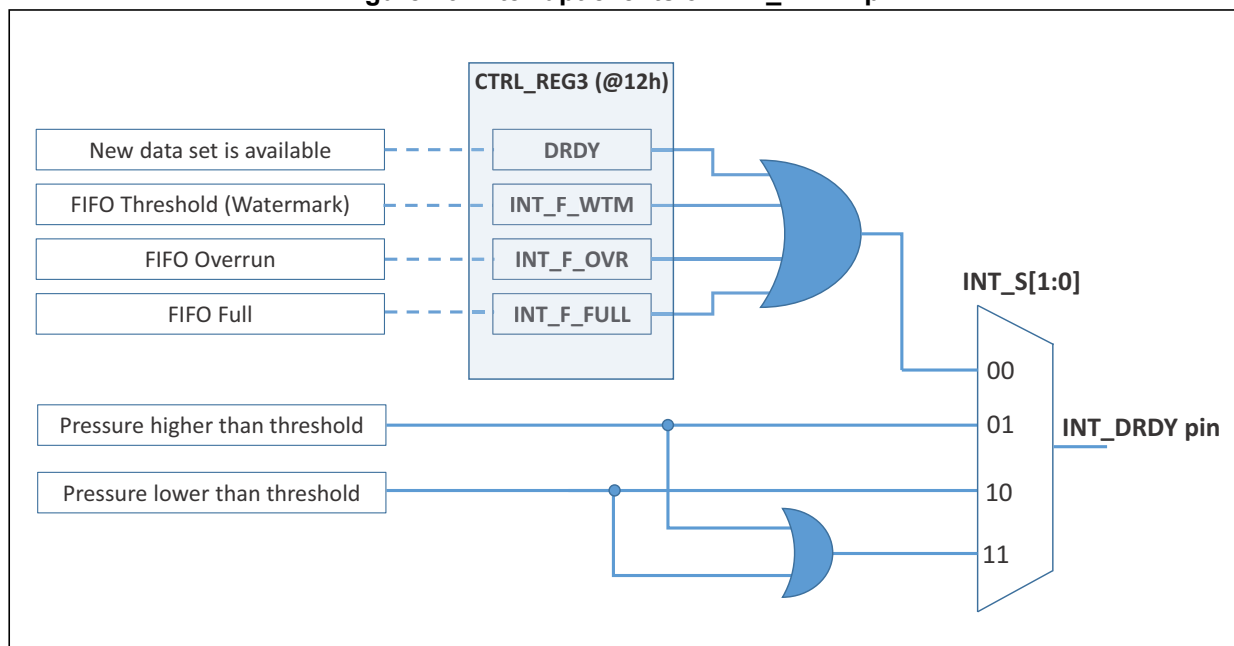 CTRL_REG3 (@12h)
New data set is available
DRDY
FIFO Threshold (Watermark)
INT_F_WTM
FIFO Overrun
INT_F_OVR
FIFO Full
INT_F_FULL
INT_S[1:0]
00
Pressure higher than threshold
01
INT_DRDY pin
Pressure lower than threshold
10
11